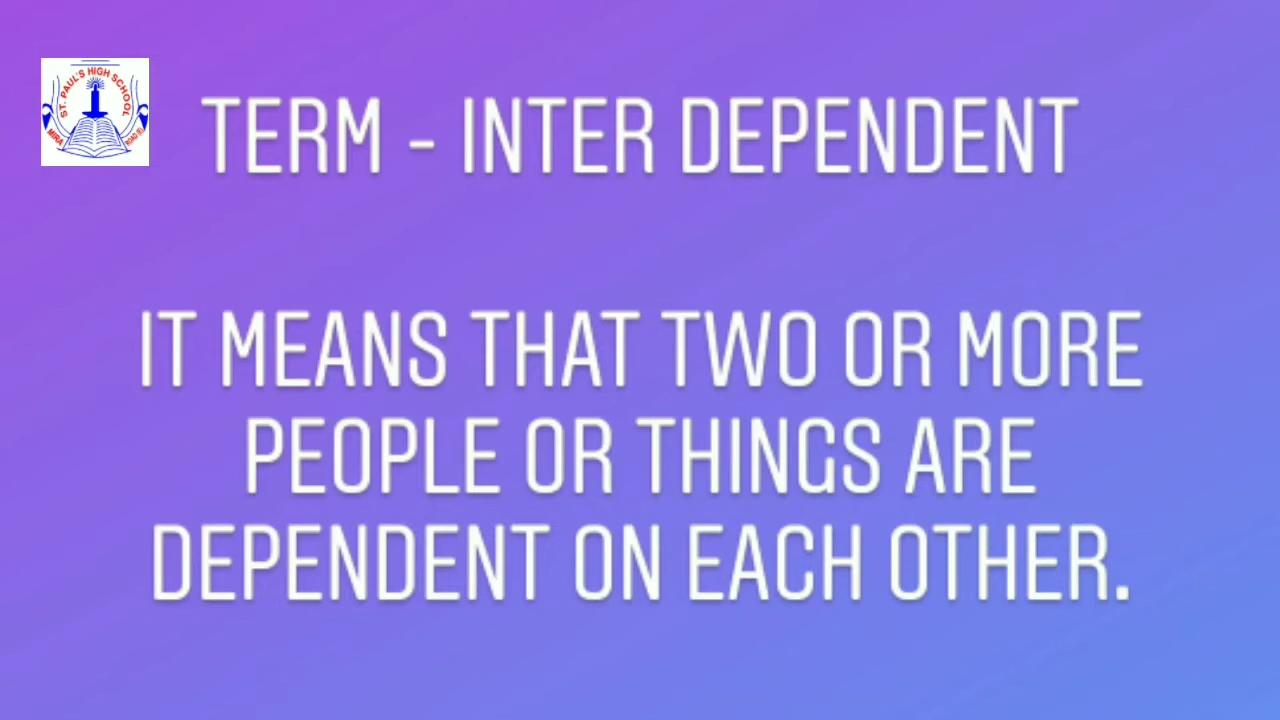 ST. PAUL'S HIGH SCHOOL
TERM - INTER DEPENDENT
IT MEANS THAT TWO OR MORE
PEOPLE OR THINGS ARE
DEPENDENT ON EACH OTHER.